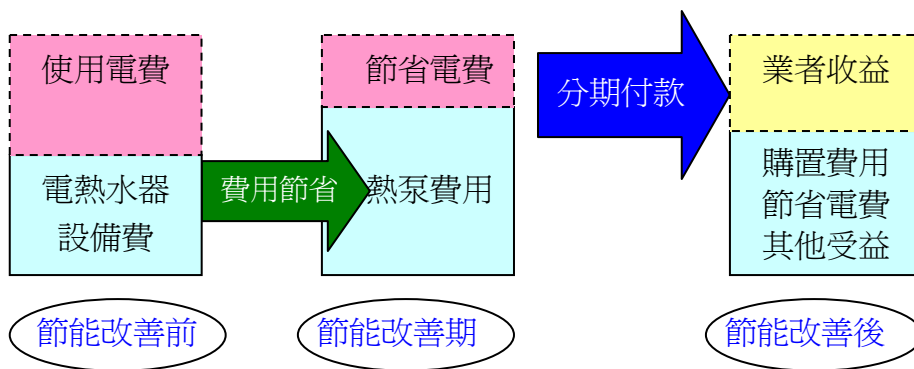 使用電費
電熱水器
設備費
費用節省
節省電費
熱泵費用
分期付款
業者收益
購置費用
節省電費
其他受益
節能改善前
節能改善期
節能改善後